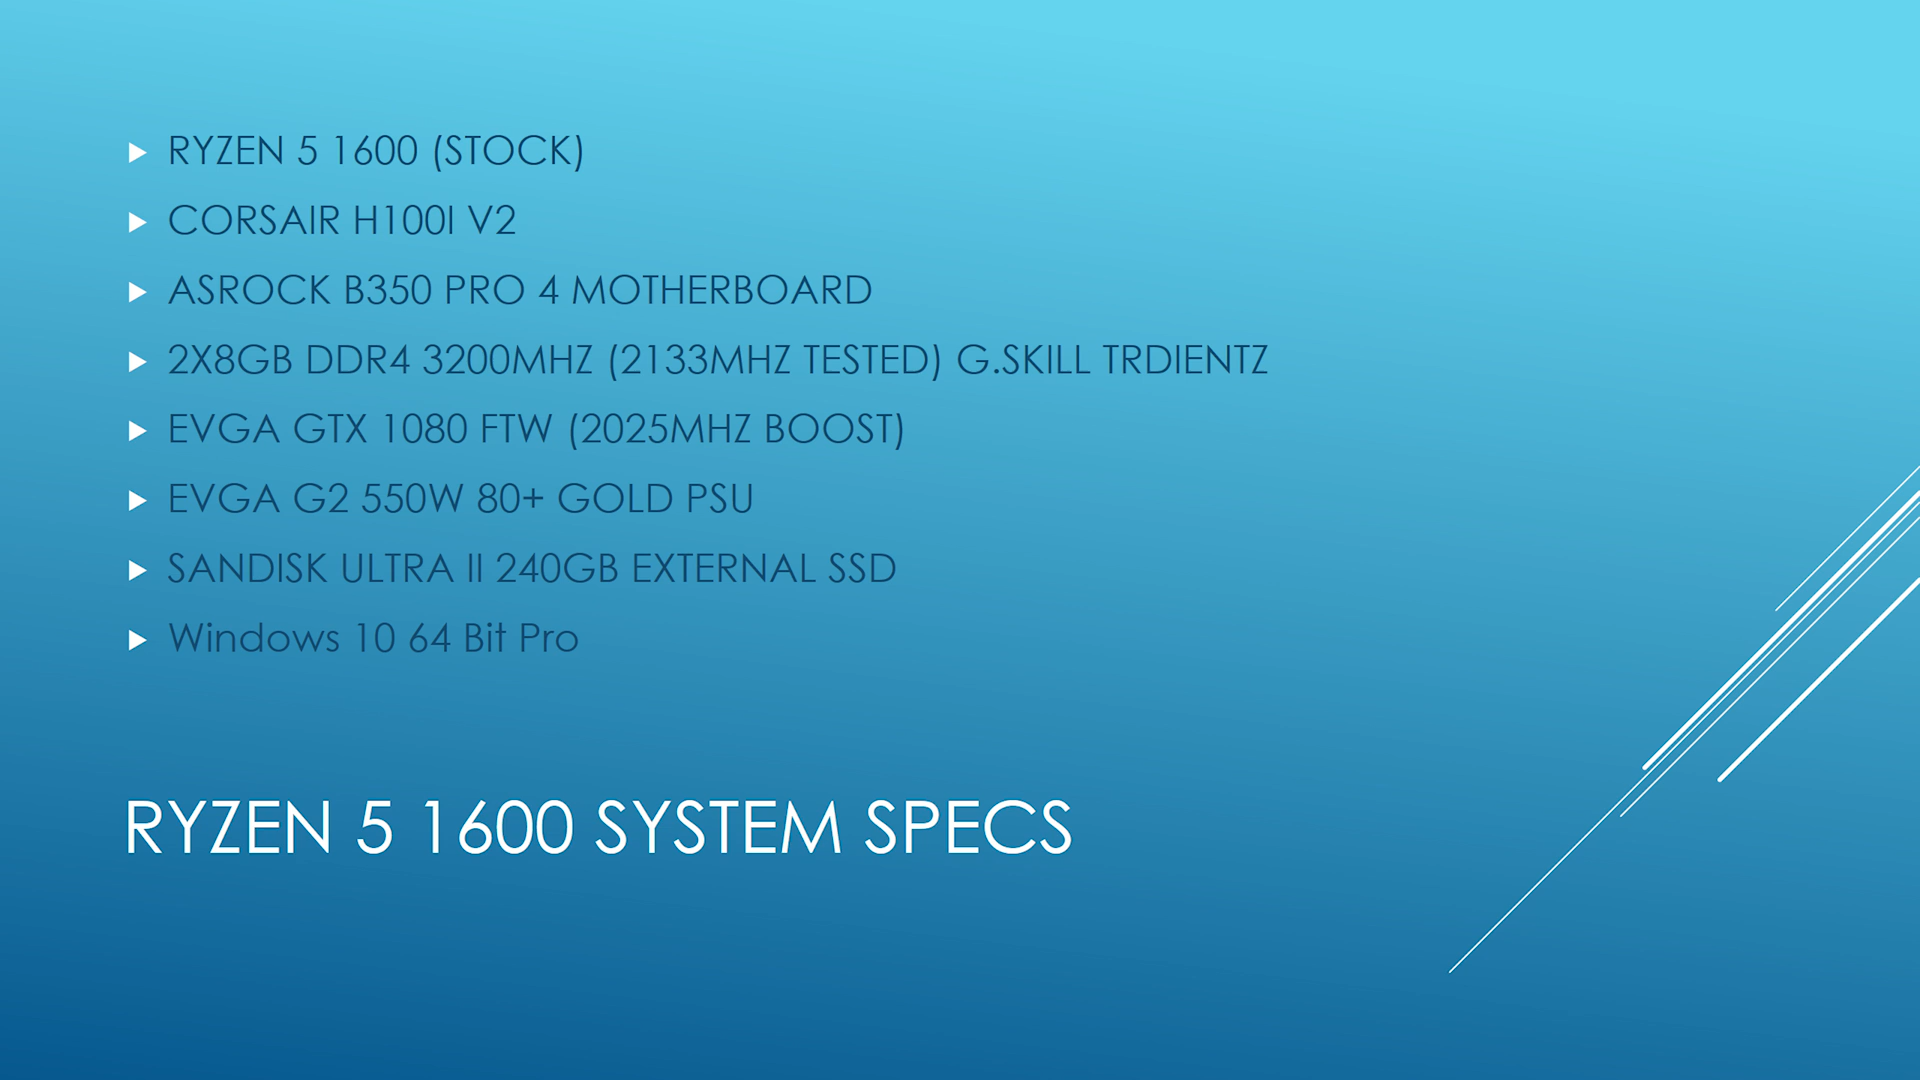 RYZEN 5 1600 (STOCK)
CORSAIR H100I V2
ASROCK B350 PRO 4 MOTHERBOARD
2X8GB DDR4 3200MHZ (2133MHZ TESTED) G.SKILL TRDIENTZ
EVGA GTX 1080 FTW (2025MHZ BOOST)
EVGA G2 550W 80+ GOLD PSU
SANDISK ULTRA II 240GB EXTERNAL SSD
Windows 10 64 Bit Pro
RYZEN 5 1600 SYSTEM SPECS